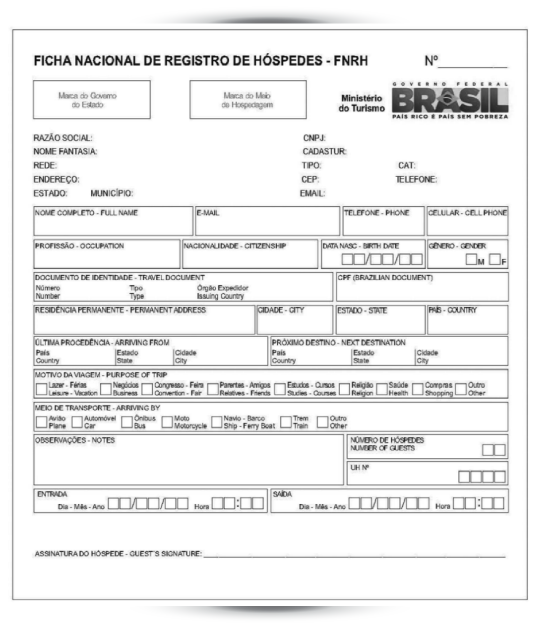 FICHA NACIONAL DE REGISTRO DE HÓSPEDES - FNRH Nº
Marca do Governo do Estado
Marca do Meio de Hospedagem
Ministério do Turismo
GOVERNO FEDERAL
BRASIL
PAÍS RICO É PAÍS SEM POBREZA
RAZÃO SOCIAL: CNPJ:
NOME FANTASIA: CADASTUR:
REDE: TIPO: CAT:
ENDEREÇO: CEP: TELEFONE:
ESTADO: MUNICÍPIO: EMAIL:
NOME COMPLETO - FULL NAME E-MAIL TELEFONE - PHONE CELULAR - CELL PHONE
PROFISSÃO - OCCUPATION NACIONALIDADE - CITIZENSHIP DATA NASC - BIRTH DATE GÊNERO - GENDER
/ / M F
DOCUMENTO DE IDENTIDADE - TRAVEL DOCUMENT CPF (BRAZILIAN DOCUMENT)
Número Tipo Órgão Expedidor
Number Type Issuing Country
RESIDÊNCIA PERMANENTE - PERMANENT ADDRESS CIDADE - CITY ESTADO - STATE PAÍS - COUNTRY
ÚLTIMA PROCEDÊNCIA - ARRIVING FROM PRÓXIMO DESTINO - NEXT DESTINATION
País Estado Cidade País Estado Cidade
Country State City Country State City
MOTIVO DA VIAGEM - PURPOSE OF TRIP
Lazer - Férias Negócios Congresso - Feira Parentes - Amigos Estudos - Cursos Religião Saúde Compras Outro
Leisure - Vacation Business Convention - Fair Relatives - Friends Studies - Courses Religion Health Shopping Other
MEIO DE TRANSPORTE - ARRIVING BY
Avião Automóvel Ônibus Moto Navio - Barco Trem Outro
Plane Car Bus Motorcycle Ship - Ferry Boat Train Other
OBSERVAÇÕES - NOTES NÚMERO DE HÓSPEDES
NUMBER OF GUESTS
UH Nº
ENTRADA SAÍDA
Dia - Mês - Ano / / Hora : Dia - Mês - Ano / / Hora :
ASSINATURA DO HÓSPEDE - GUEST'S SIGNATURE: